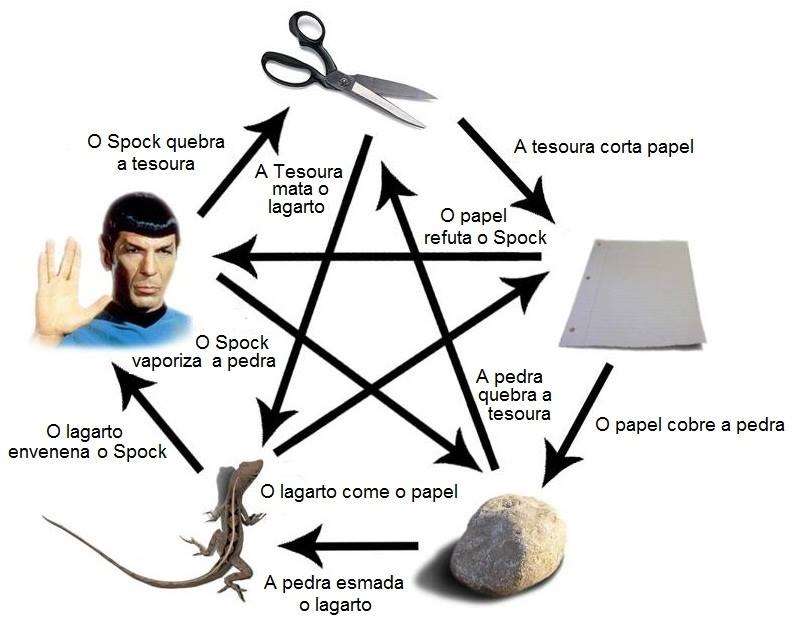 O Spock quebra
a tesoura
A Tesoura
mata o
lagarto
A tesoura corta papel
O papel
refuta o Spock
O Spock
vaporiza a pedra
A pedra
quebra a
tesoura
O papel cobre a pedra
O lagarto
envenena o Spock
O lagarto come o papel
A pedra esmada
o lagarto